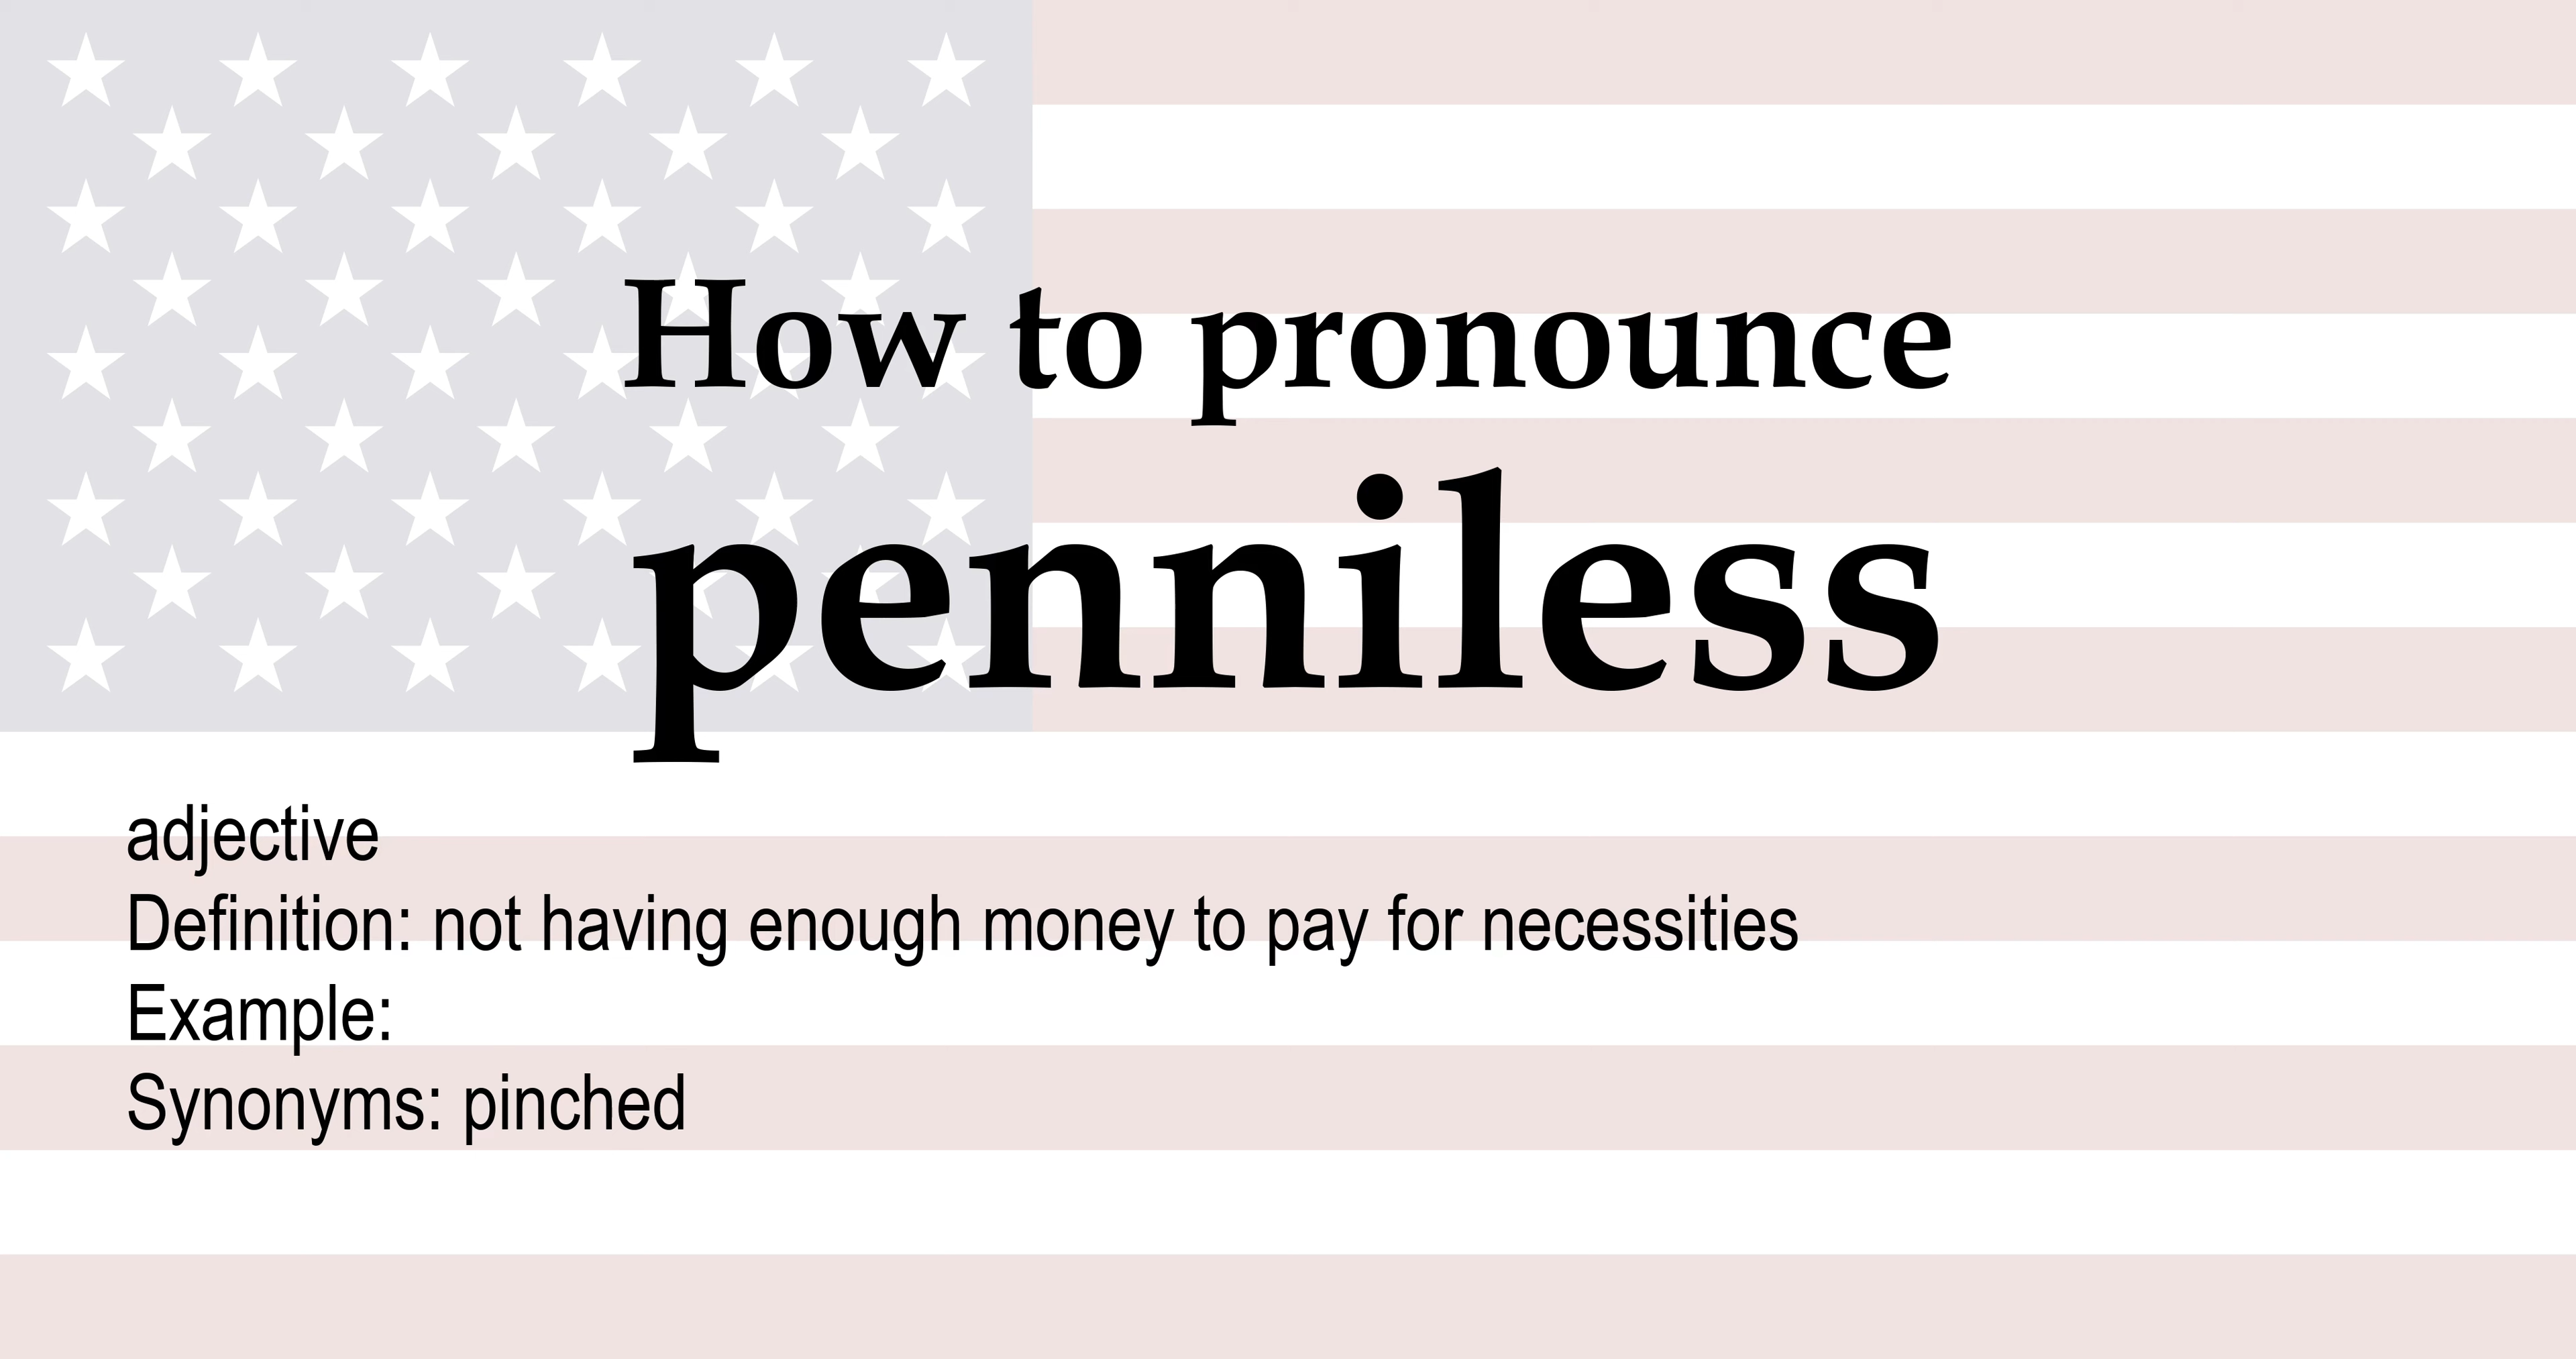 How to pronounce
penniless
adjective
Definition: not having enough money to pay for necessities
Example:
Synonyms: pinched